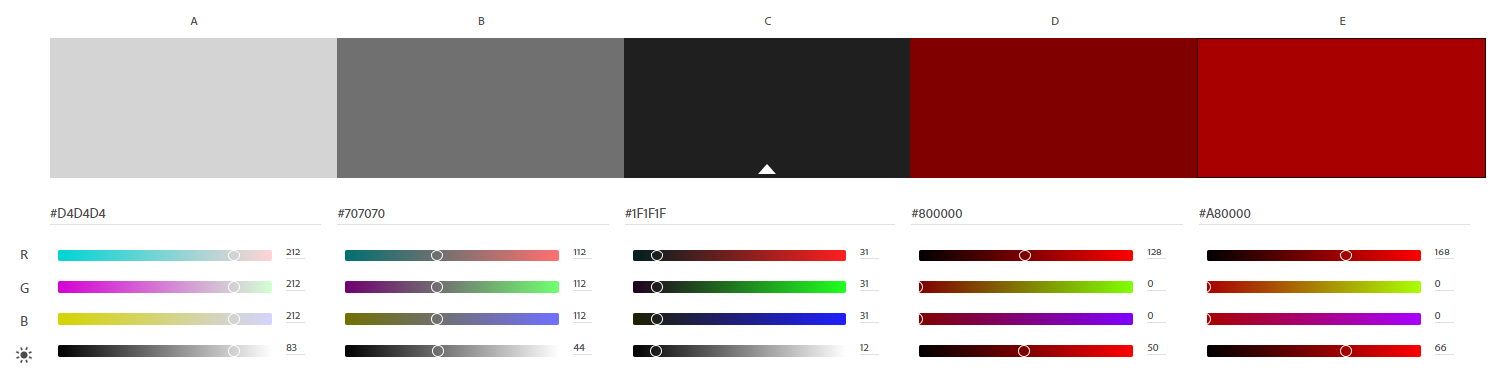 A B C D E
#D4D4D4 #707070 #1F1F1F #800000 #A80000
R 212 112 31 128 168
G 212 112 31 0 0
B 212 112 31 0 0
83 44 12 50 66